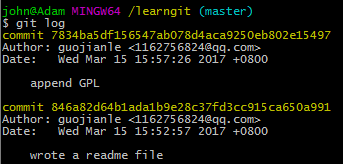 john@Adam MINGW64 /learngit (master)
$ git log
commit 7834ba5df156547ab078d4aca9250eb802e15497
Author: guojianle <1162756824@qq.com>
Date:   Wed Mar 15 15:57:26 2017 +0800

    append GPL

commit 846a82d64b1ada1b9e28c37fd3cc915ca650a991
Author: guojianle <1162756824@qq.com>
Date:   Wed Mar 15 15:52:57 2017 +0800

    wrote a readme file